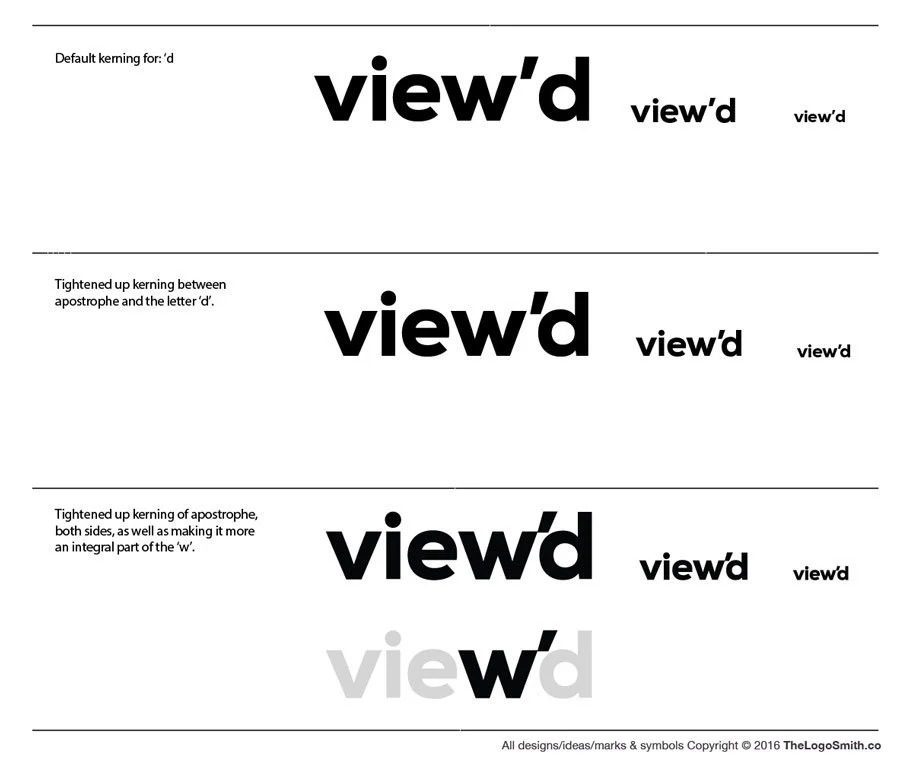 Default kerning for: ‘d
view’d view’d view’d
Tightened up kerning between
apostrophe and the letter ‘d’.
view’d view’d view’d
Tightened up kerning of apostrophe,
both sides, as well as making it more
an integral part of the ‘w’.
view’d view’d view’d
view’d
All designs/ideas/marks & symbols Copyright © 2016 TheLogoSmith.co